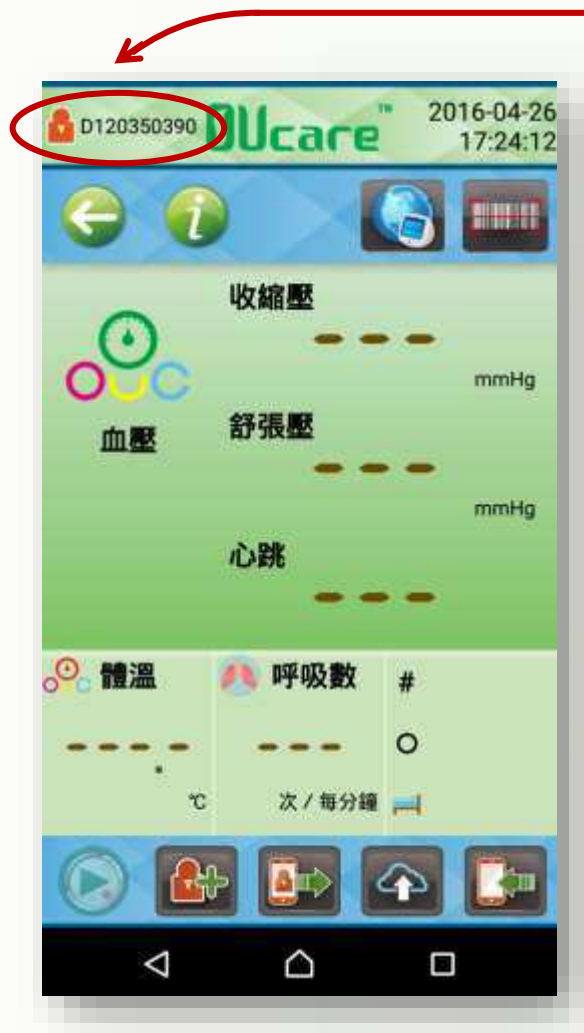 D120350390
OUcare™
2016-04-26
17:24:12
i
收縮壓
mmHg
血壓
舒張壓
mmHg
心跳
OUC
體溫
呼吸數
#
℃
次 / 每分鐘